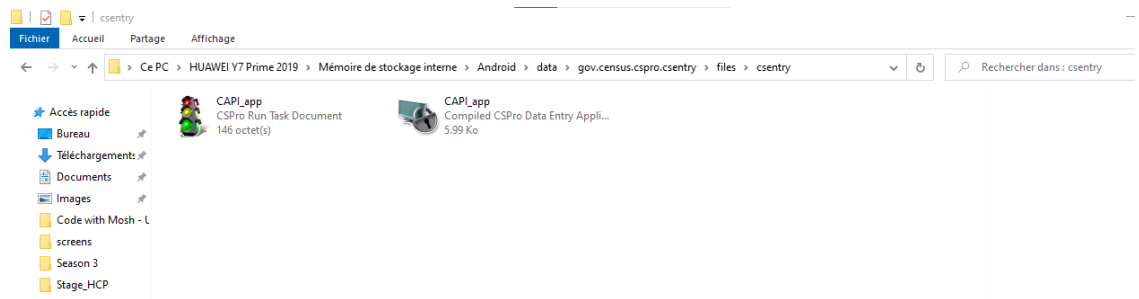 csentry
Fichier Accueil Partage Affichage
Ce PC > HUAWEI Y7 Prime 2019 > Mémoire de stockage interne > Android > data > gov.census.cspro.csentry > files > csentry
Rechercher dans : csentry
Accès rapide
Bureau
Téléchargements
Documents
Images
Code with Mosh - U
screens
Season 3
Stage_HCP
CAPI_app
CSPro Run Task Document
146 octet(s)
CAPI_app
Compiled CSPro Data Entry Appli...
5.99 Ko